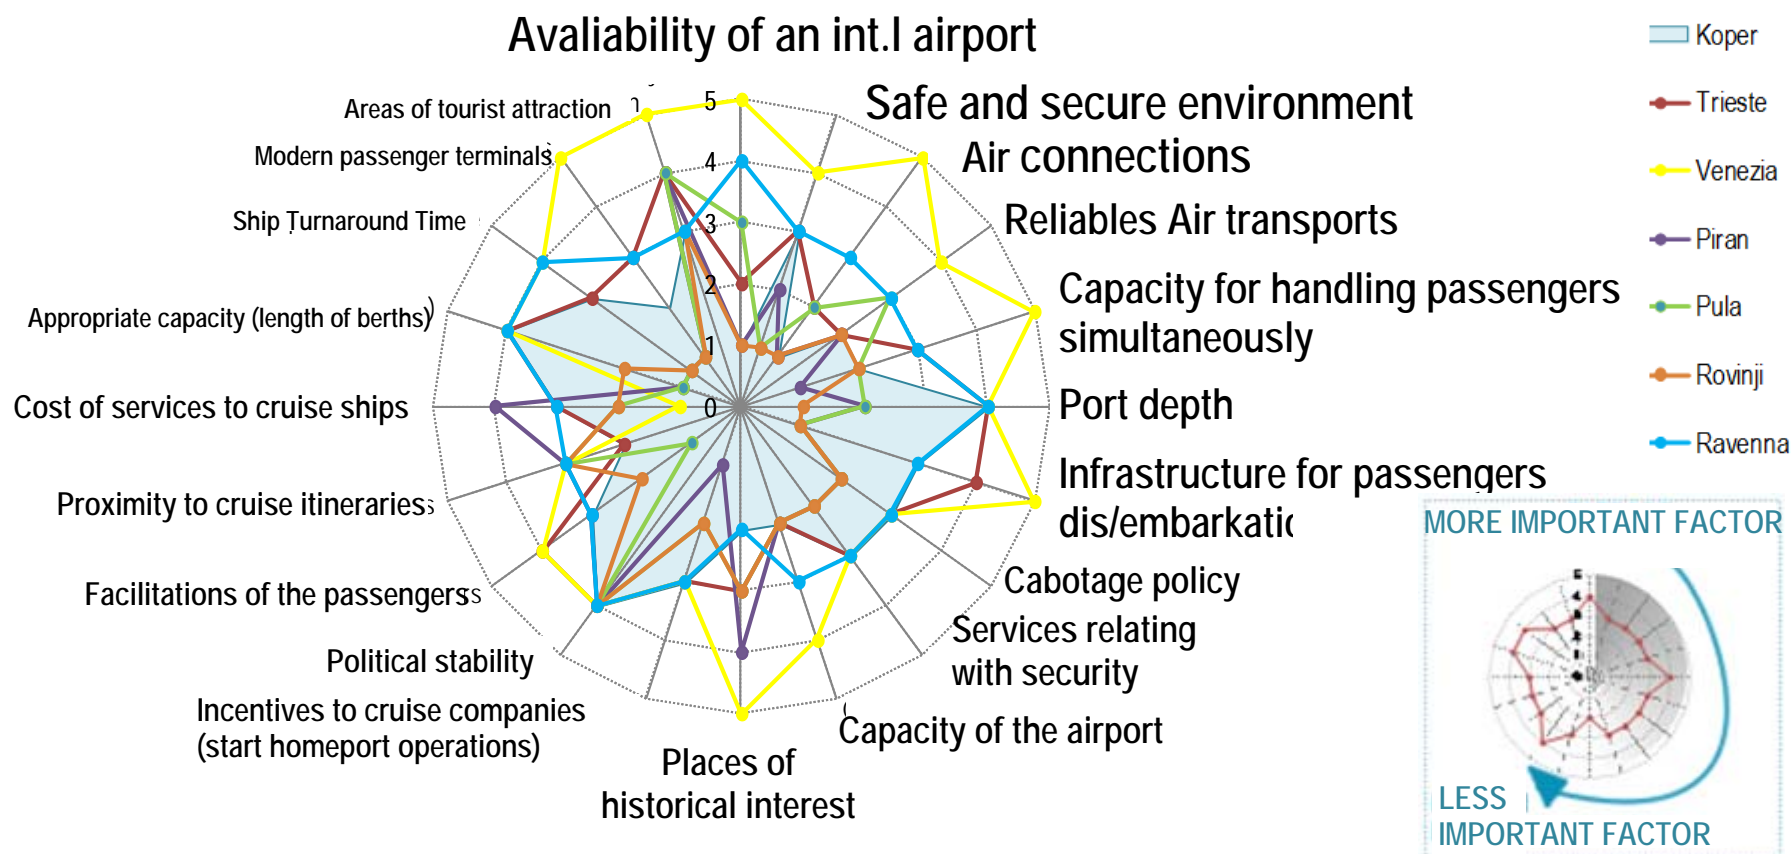 Avaliability of an int.l airport
Safe and secure environment
Air connections
Reliables Air transports
Capacity for handling passengers
simultaneously
Port depth
Infrastructure for passengers
dis/embarkatic
Cabotage policy
Services relating
with security
Capacity of the airport
Places of
historical interest
Incentives to cruise companies
(start homeport operations)
Political stability
Facilitations of the passengers
Proximity to cruise itineraries
Cost of services to cruise ships
Appropriate capacity (length of berths)
Ship Turnaround Time
Modern passenger terminals
Areas of tourist attraction
5
4
3
2
1
0
Koper
Trieste
Venezia
Piran
Pula
Rovinji
Ravenna
MORE IMPORTANT FACTOR
LESS
IMPORTANT FACTOR